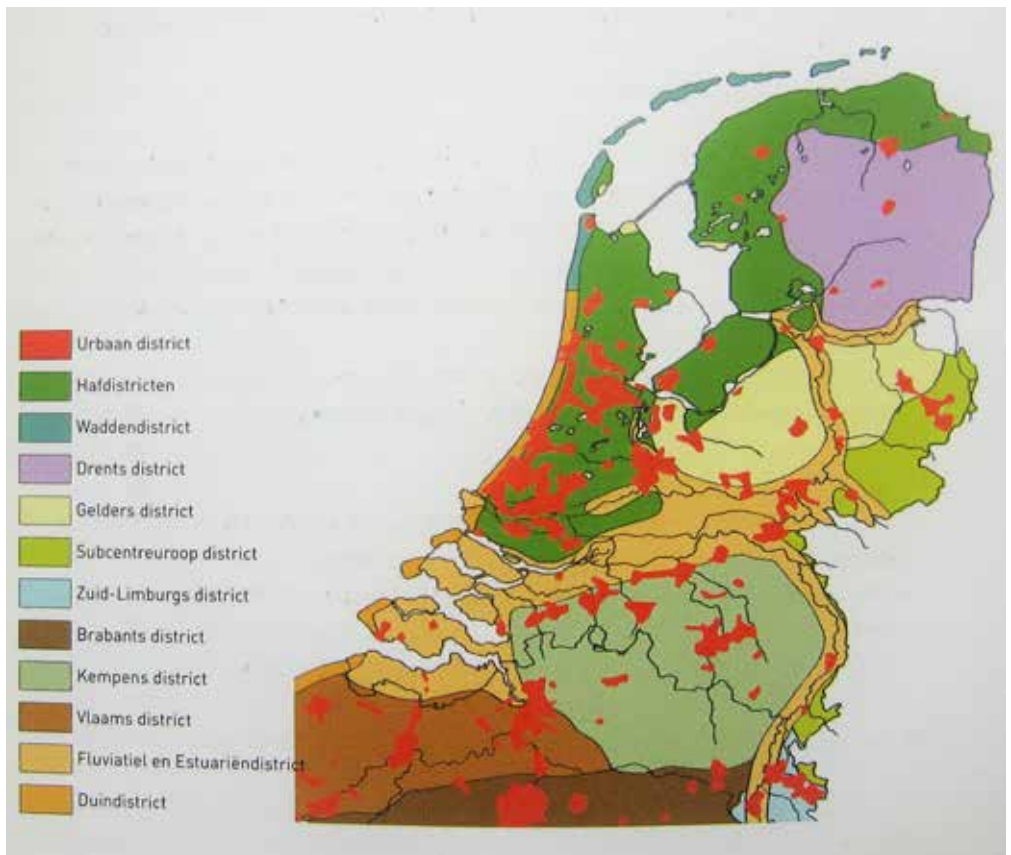 Urbaan district
Hafdistricten
Waddendistrict
Drents district
Gelders district
Subcentreuroop district
Zuid-Limburgs district
Brabants district
Kempens district
Vlaams district
Fluviatiel en Estuariëndistrict
Duindistrict